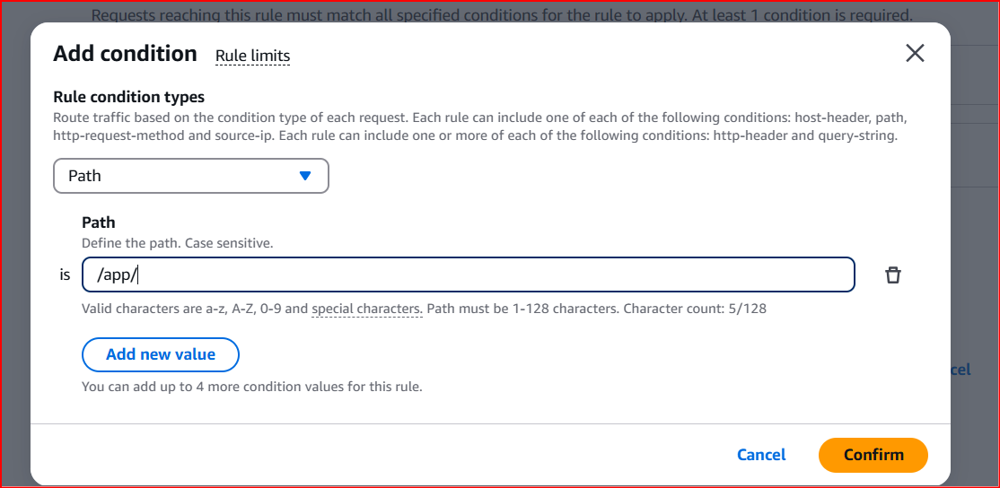 Requests reaching this rule must match all specified conditions for the rule to apply. At least 1 condition is required.
Add condition Rule limits
Rule condition types
Route traffic based on the condition type of each request. Each rule can include one of each of the following conditions: host-header, path,
http-request-method and source-ip. Each rule can include one or more of each of the following conditions: http-header and query-string.
Path
Path
Define the path. Case sensitive.
is /app/
Valid characters are a-z, A-Z, 0-9 and special characters. Path must be 1-128 characters. Character count: 5/128
Add new value
cel
You can add up to 4 more condition values for this rule.
Cancel Confirm